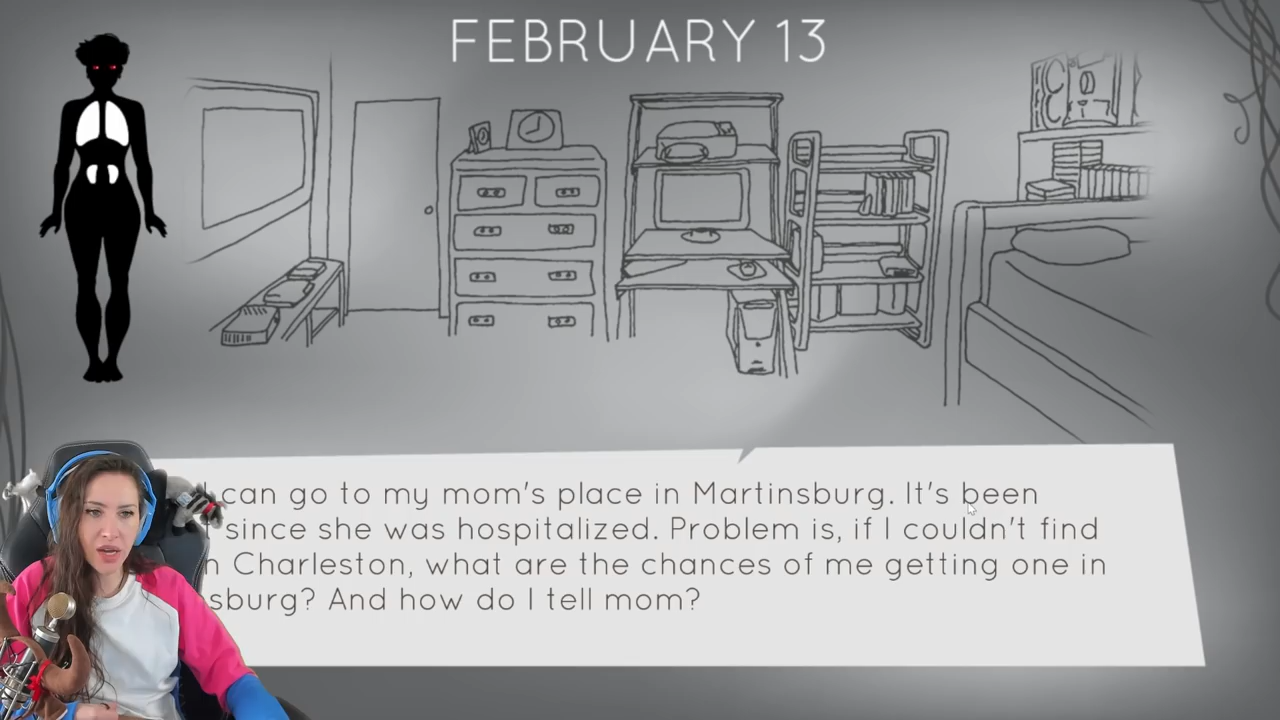 FEBRUARY 13
can go to my mom's place in Martinsburg. It's been
since she was hospitalized. Problem is, if I couldn't find
Charleston, what are the chances of me getting one in
sburg? And how do I tell mom?